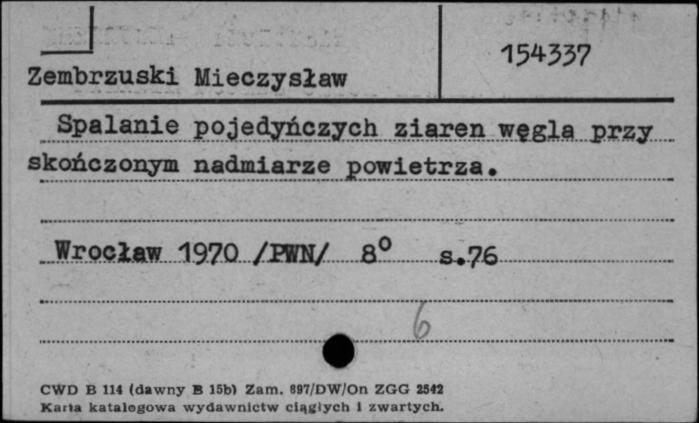 154337
Zembrzuski Mieczysław
Spalanie pojedyńczych ziaren węgla przy
skończonym nadmiarze powietrza.
Wrocław 1970 /PWN/ 8° s.76
6
CWD B 114 (dawny B 15b) Zam. 897/DW/On ZGG 2542
Karta katalogowa wydawnictw ciągłych i zwartych.